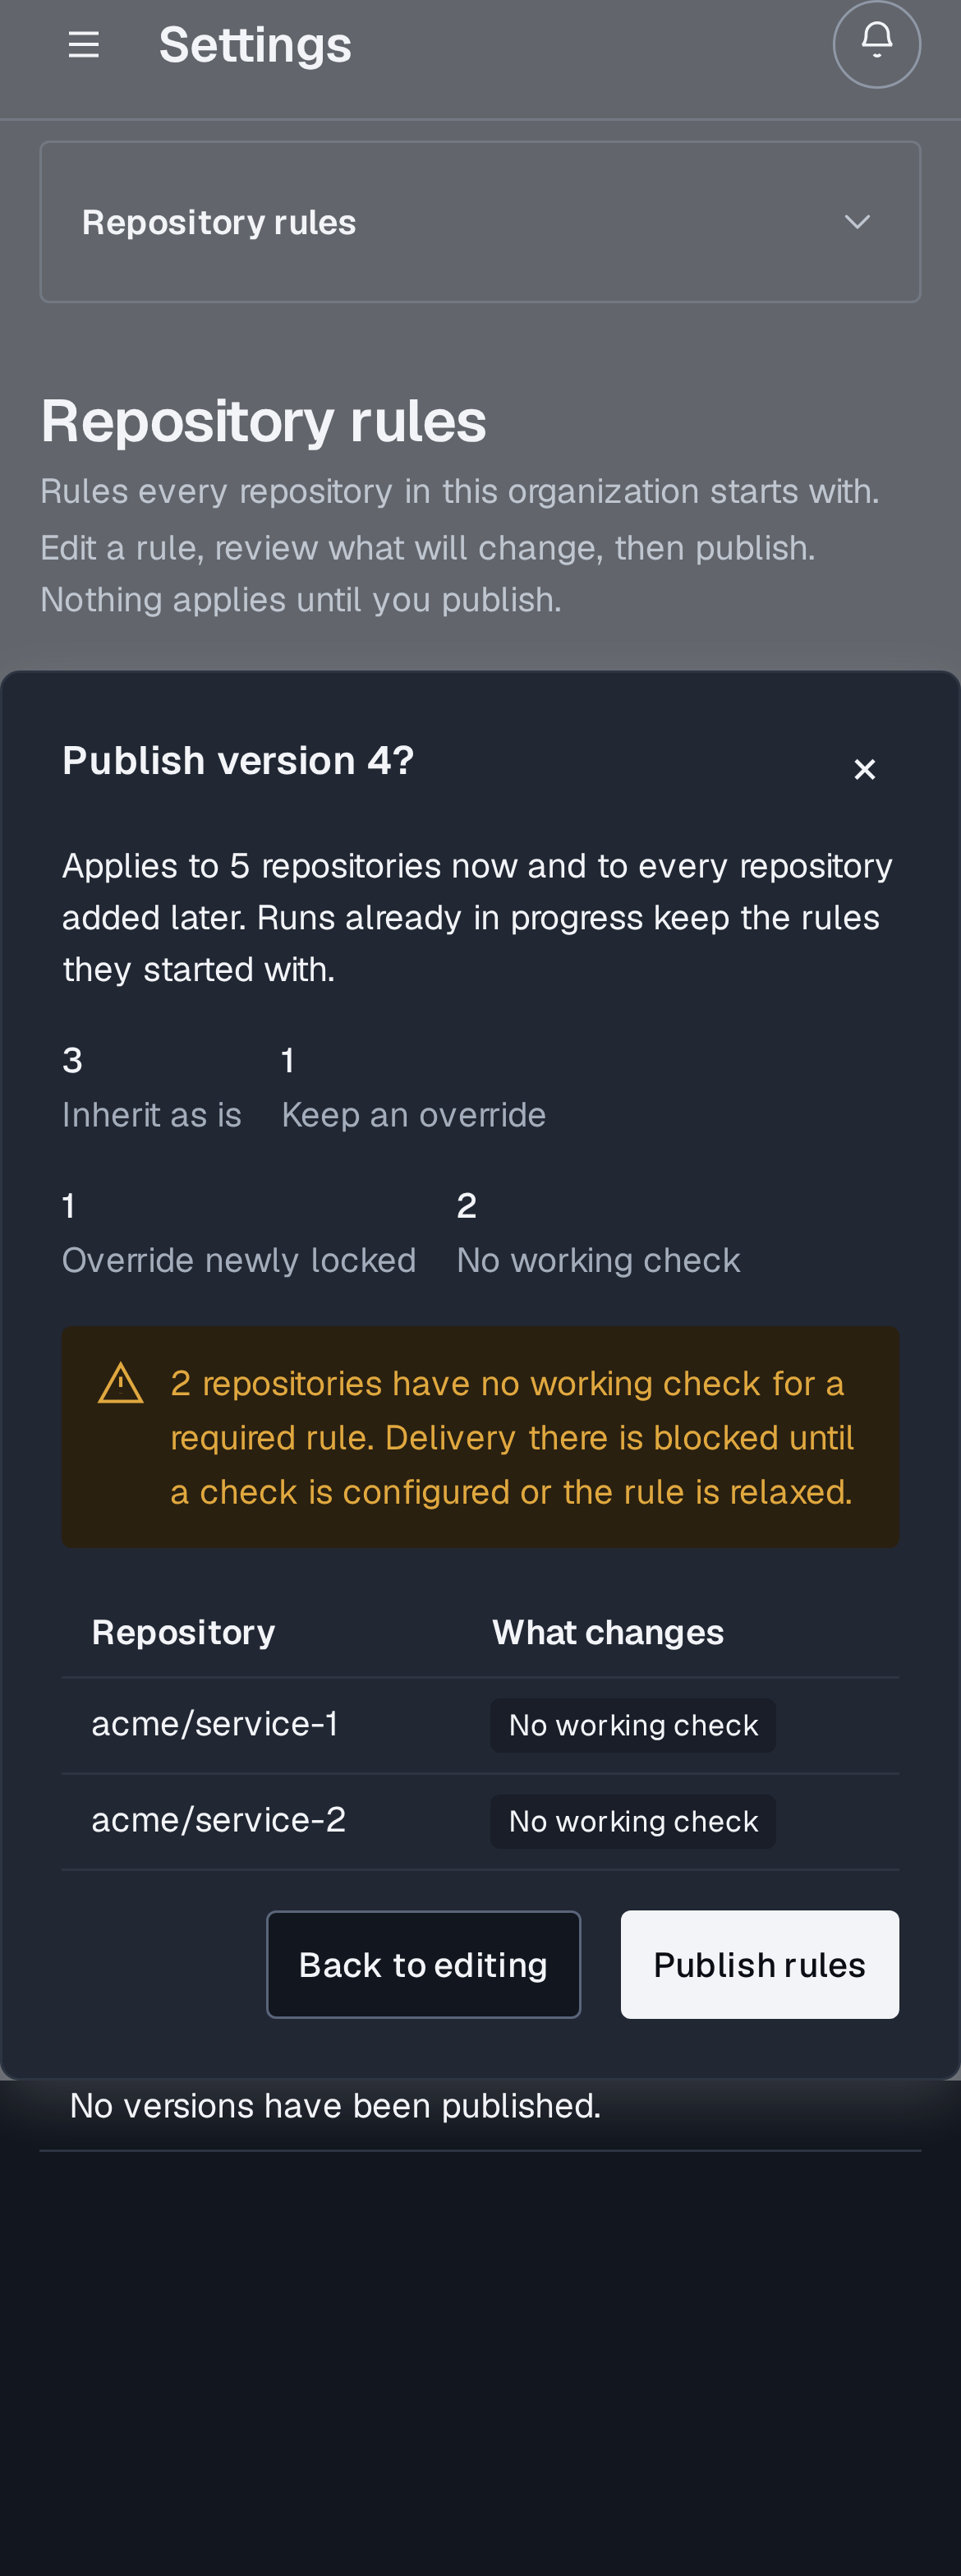 Settings
Repository rules
Repository rules
Rules every repository in this organization starts with.
Edit a rule, review what will change, then publish.
Nothing applies until you publish.
Publish version 4?
Applies to 5 repositories now and to every repository
added later. Runs already in progress keep the rules
they started with.
3 1
Inherit as is Keep an override
1 2
Override newly locked No working check
2 repositories have no working check for a
required rule. Delivery there is blocked until
a check is configured or the rule is relaxed.
Repository What changes
acme/service-1 No working check
acme/service-2 No working check
Back to editing Publish rules
No versions have been published.